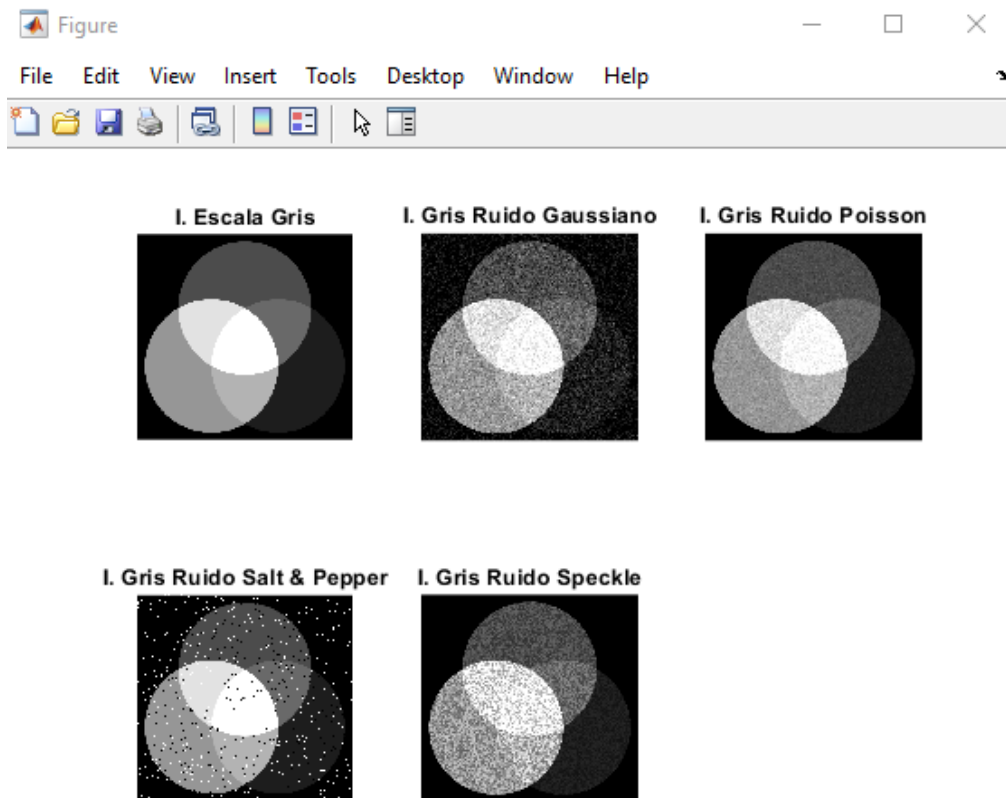 Figure
File Edit View Insert Tools Desktop Window Help
I. Escala Gris
I. Gris Ruido Gaussiano
I. Gris Ruido Poisson
I. Gris Ruido Salt & Pepper
I. Gris Ruido Speckle